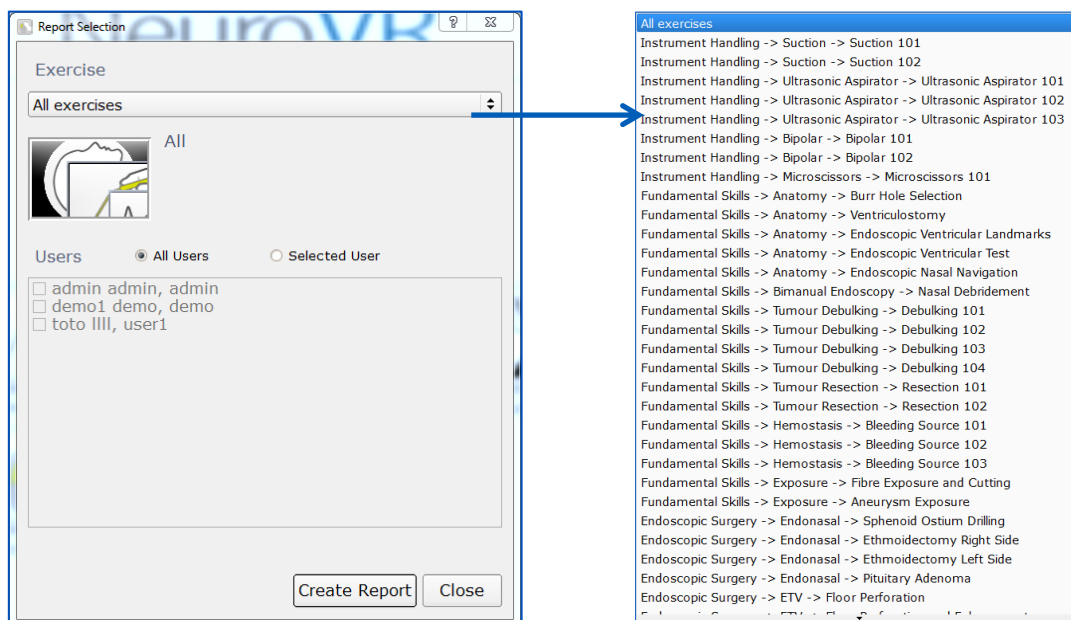 NeuroVR
Report Selection
?
Exercise
All exercises
All
Users
All Users
Selected User
admin admin, admin
demo1 demo, demo
toto llll, user1
Create Report
Close
All exercises
Instrument Handling -> Suction -> Suction 101
Instrument Handling -> Suction -> Suction 102
Instrument Handling -> Ultrasonic Aspirator -> Ultrasonic Aspirator 101
Instrument Handling -> Ultrasonic Aspirator -> Ultrasonic Aspirator 102
Instrument Handling -> Ultrasonic Aspirator -> Ultrasonic Aspirator 103
Instrument Handling -> Bipolar -> Bipolar 101
Instrument Handling -> Bipolar -> Bipolar 102
Instrument Handling -> Microscissors -> Microscissors 101
Fundamental Skills -> Anatomy -> Burr Hole Selection
Fundamental Skills -> Anatomy -> Ventriculostomy
Fundamental Skills -> Anatomy -> Endoscopic Ventricular Landmarks
Fundamental Skills -> Anatomy -> Endoscopic Ventricular Test
Fundamental Skills -> Anatomy -> Endoscopic Nasal Navigation
Fundamental Skills -> Bimanual Endoscopy -> Nasal Debridement
Fundamental Skills -> Tumour Debulking -> Debulking 101
Fundamental Skills -> Tumour Debulking -> Debulking 102
Fundamental Skills -> Tumour Debulking -> Debulking 103
Fundamental Skills -> Tumour Debulking -> Debulking 104
Fundamental Skills -> Tumour Resection -> Resection 101
Fundamental Skills -> Tumour Resection -> Resection 102
Fundamental Skills -> Hemostasis -> Bleeding Source 101
Fundamental Skills -> Hemostasis -> Bleeding Source 102
Fundamental Skills -> Hemostasis -> Bleeding Source 103
Fundamental Skills -> Exposure -> Fibre Exposure and Cutting
Fundamental Skills -> Exposure -> Aneurysm Exposure
Endoscopic Surgery -> Endonasal -> Sphenoid Ostium Drilling
Endoscopic Surgery -> Endonasal -> Ethmoidectomy Right Side
Endoscopic Surgery -> Endonasal -> Ethmoidectomy Left Side
Endoscopic Surgery -> Endonasal -> Pituitary Adenoma
Endoscopic Surgery -> ETV -> Floor Perforation